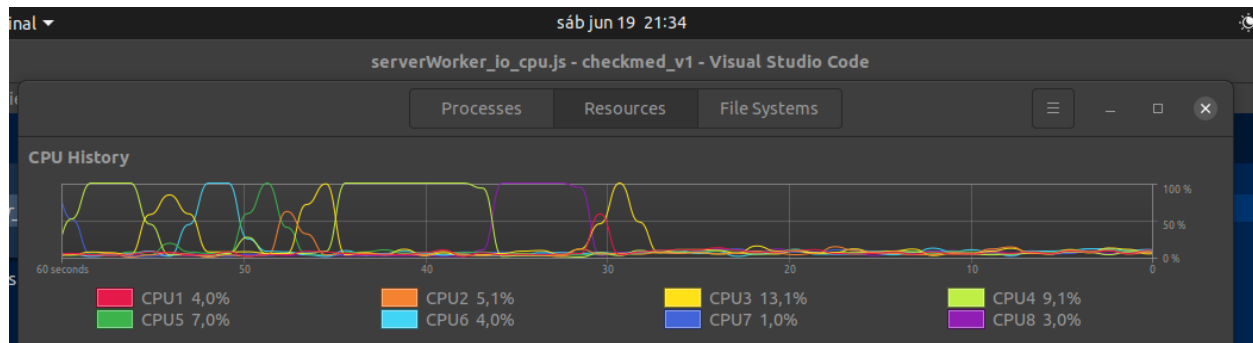 inal
sáb jun 19 21:34
serverWorker_io_cpu.js - checkmed_v1 - Visual Studio Code
Processes Resources File Systems
CPU History
100 %
50 %
0 %
60 seconds 50 40 30 20 10 0
CPU1 4,0% CPU2 5,1% CPU3 13,1% CPU4 9,1%
CPU5 7,0% CPU6 4,0% CPU7 1,0% CPU8 3,0%